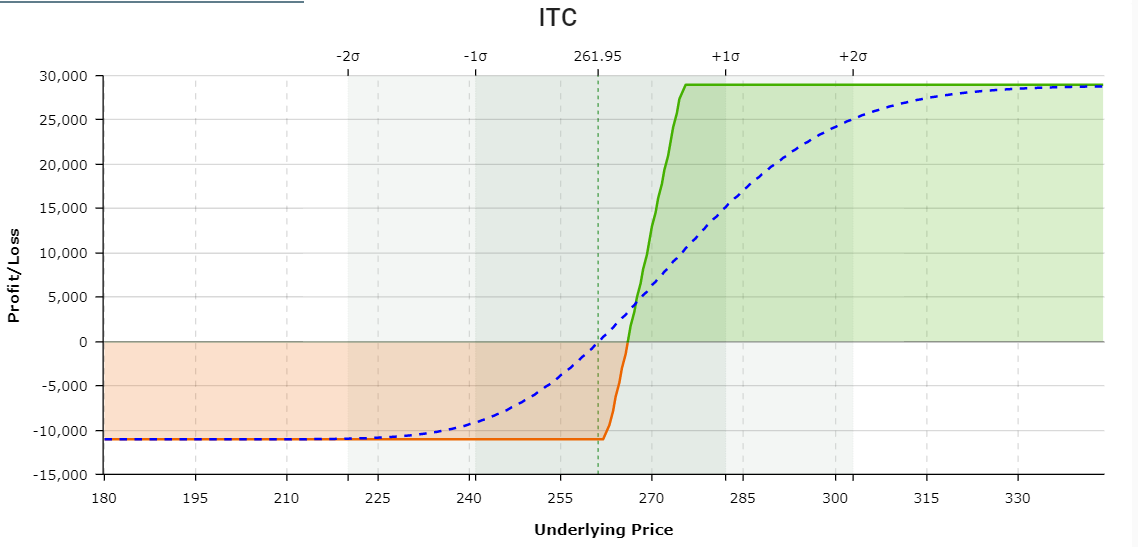 ITC
-2σ -1σ 261.95 +1σ +2σ
30,000
25,000
20,000
15,000
10,000
5,000
0
-5,000
-10,000
-15,000
Profit/Loss
180 195 210 225 240 255 270 285 300 315 330
Underlying Price